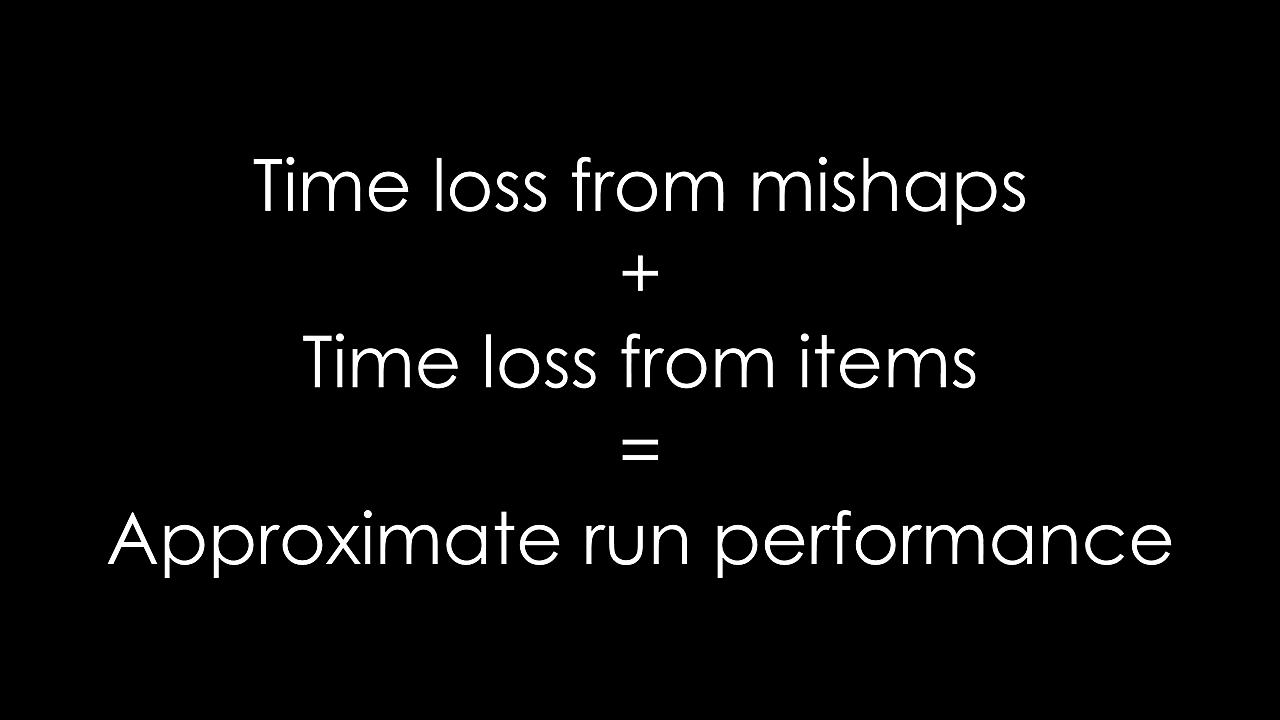 Time loss from mishaps
+
Time loss from items
=
Approximate run performance